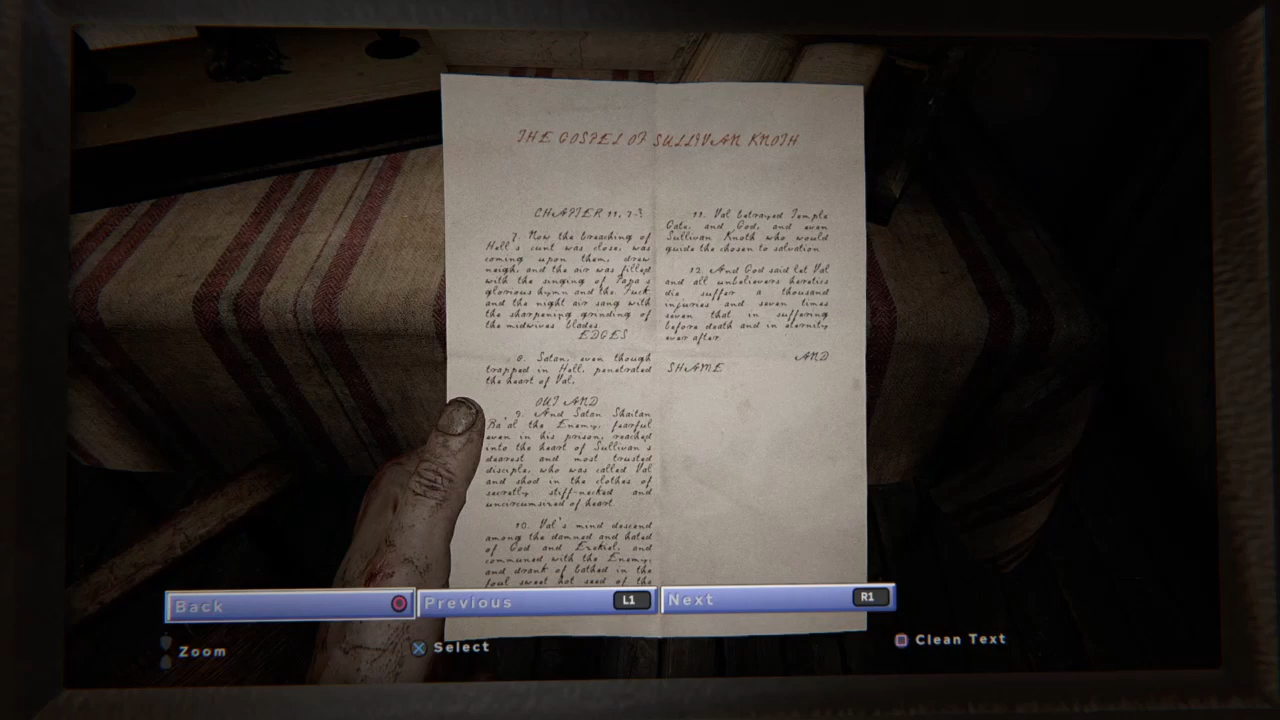 THE GOSPEL OF SULLIVAN KNOTH
CHAPTER 11,
7. Now the breaching of
Hell's cunt was close, was
coming upon them, drew
neigh, and the air was filled
with the singing of Papa's
glorious hymn and the Fuck
and the night air sang with
the sharpening grinding of
the midwives blades.
EDGES
8. Satan, even though
trapped in Hell, penetrated
the heart of Val.
OUT AND
9. And Satan Shaitan
Ba'al the Enemy, fearful
even in his prison, reached
into the heart of Sullivan's
dearest and most trusted
disciple, who was called Val
and shod in the clothes of
secretly stiff-necked and
uncircumsized of heart.
10. Val's mind descend
among the damned and hated
of God and Ezekiel, and
communed with the Enemy,
and drank of bathed in the
foul sweet hot seed of the
11. Val betrayed Temple
Gate, and God, and even
Sullivan Knoth who would
guide the chosen to salvation
12. And God said let Val
and all unbelievers heretics
die suffer a thousand
injuries and seven times
seven that in suffering
before death and in eternity
ever after.
AND
SHAME
Back
Previous L1
Next R1
Zoom
Select
Clean Text